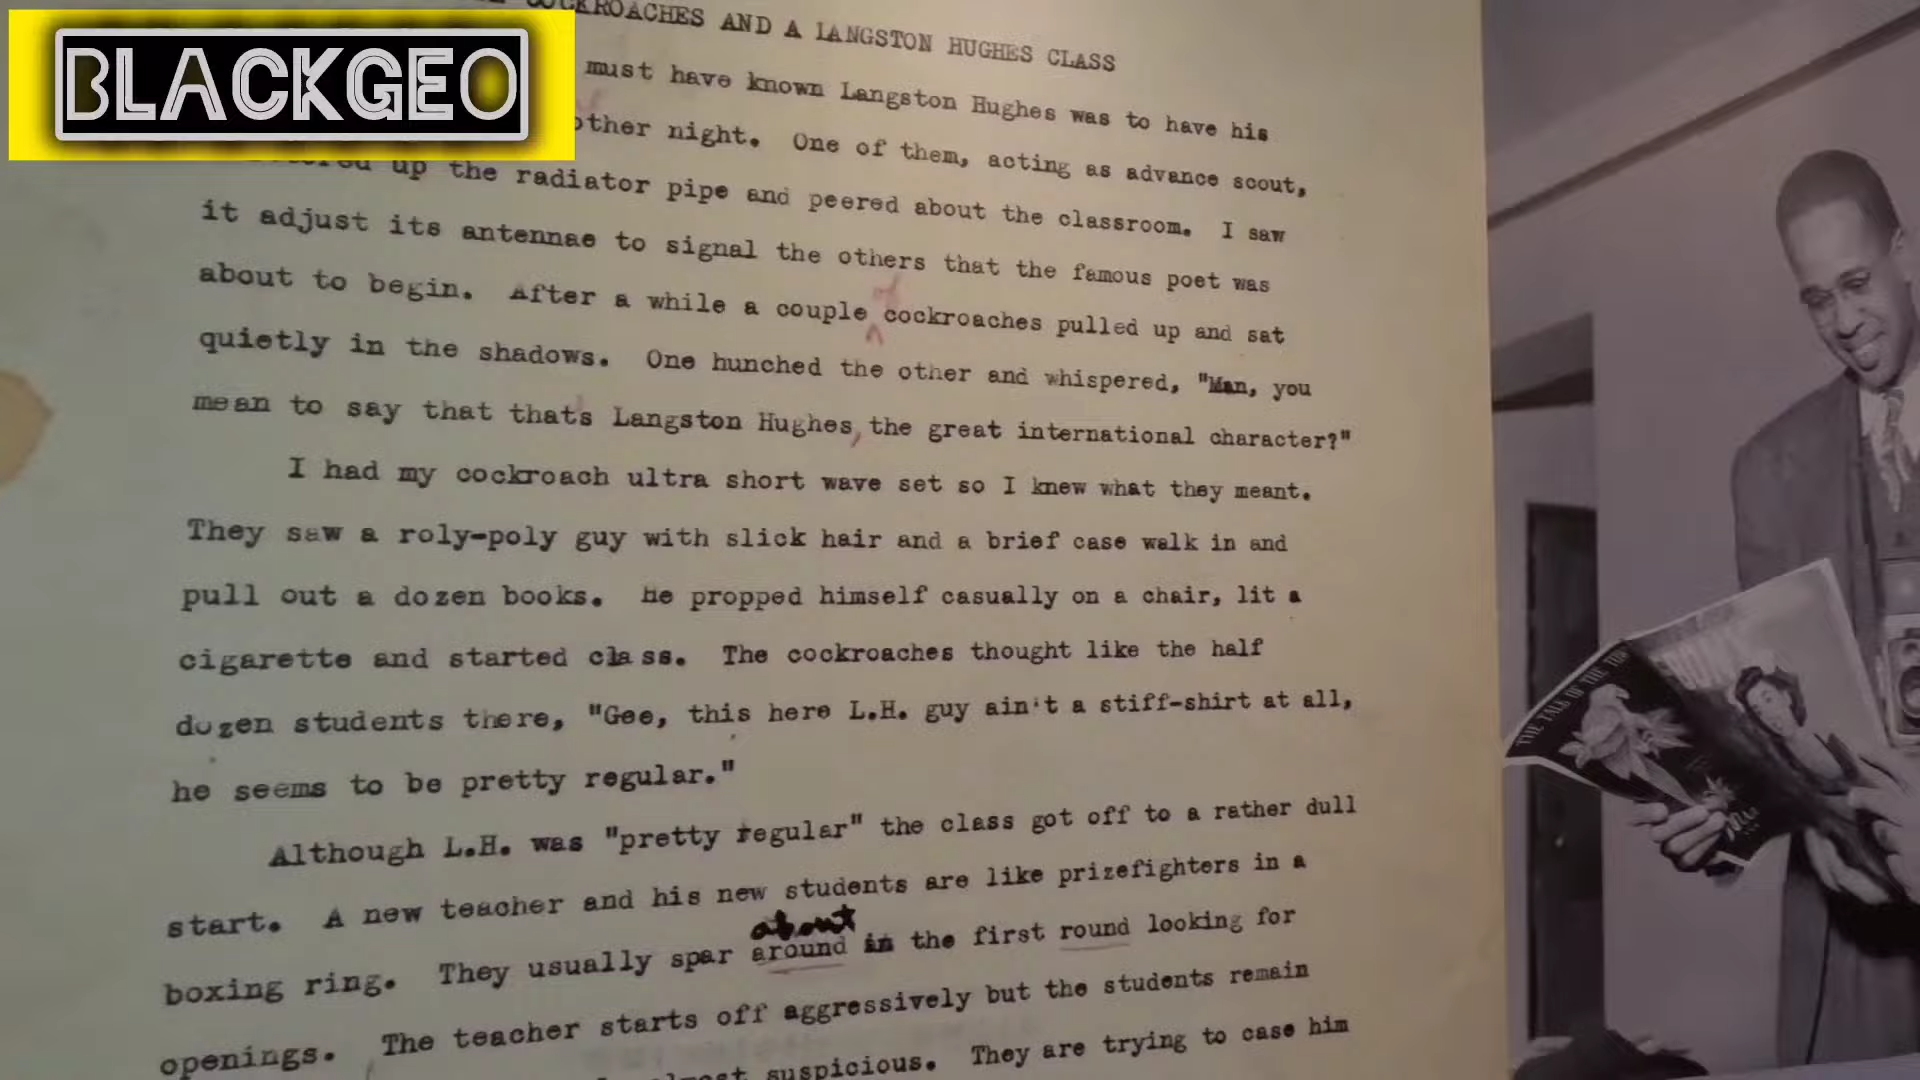 BLACKGEO
COCKROACHES AND A LANGSTON HUGHES CLASS
must have known Langston Hughes was to have his
other night. One of them, acting as advance scout,
up the radiator pipe and peered about the classroom. I saw
it adjust its antennae to signal the others that the famous poet was
of
about to begin. After a while a couple cockroaches pulled up and sat
quietly in the shadows. One hunched the other and whispered, "Man, you
mean to say that that's Langston Hughes, the great international character?"
I had my cockroach ultra short wave set so I knew what they meant.
They saw a roly-poly guy with slick hair and a brief case walk in and
pull out a dozen books. He propped himself casually on a chair, lit a
cigarette and started class. The cockroaches thought like the half
dozen students there, "Gee, this here L.H. guy ain't a stiff-shirt at all,
he seems to be pretty regular."
Although L.H. was "pretty regular" the class got off to a rather dull
start. A new teacher and his new students are like prizefighters in a
about
boxing ring. They usually spar around in the first round looking for
openings. The teacher starts off aggressively but the students remain
suspicious. They are trying to case him
THE TALK OF THE